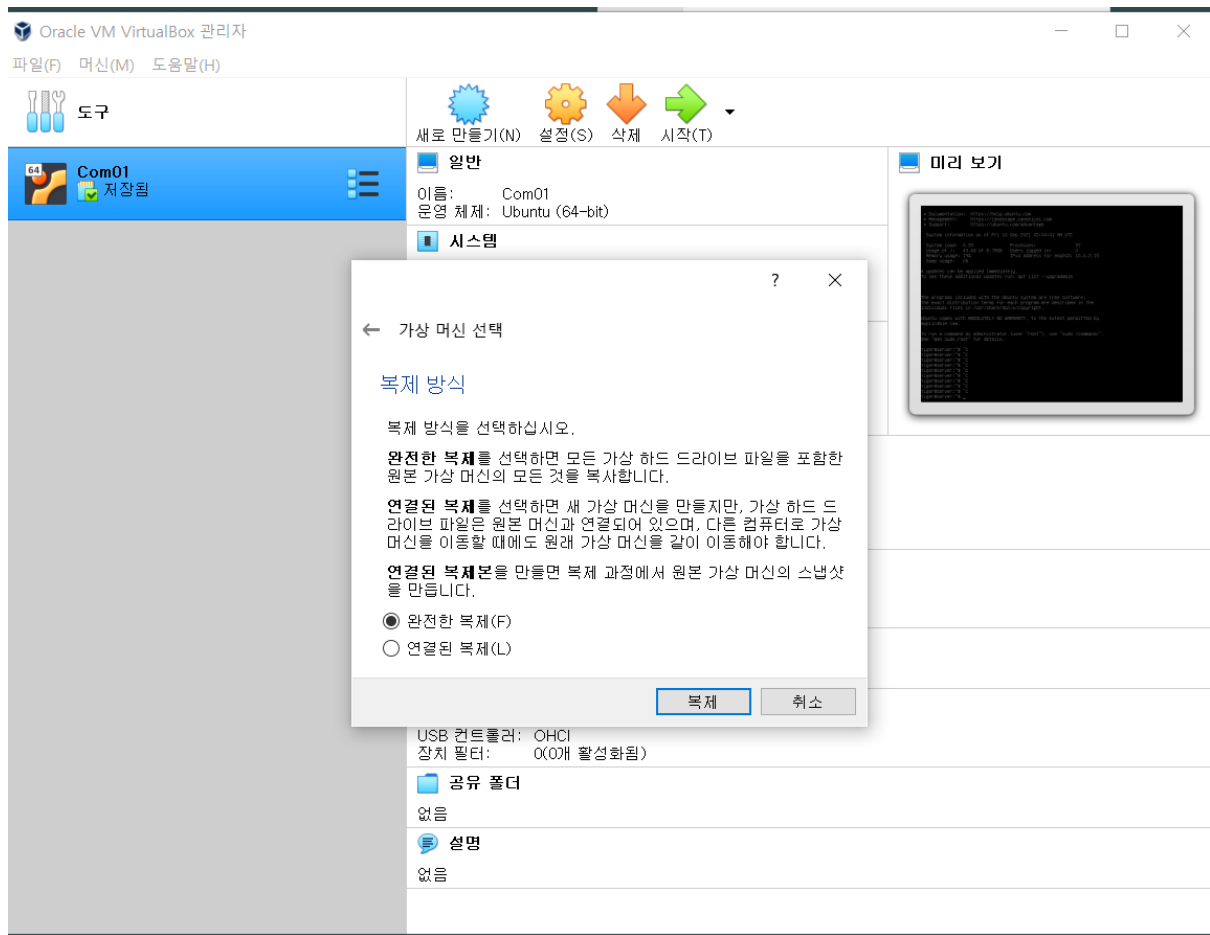 Oracle VM VirtualBox 관리자
파일(F) 머신(M) 도움말(H)
도구
새로 만들기(N) 설정(S) 삭제 시작(T)
64
Com01
저장됨
일반
이름: Com01
운영 체제: Ubuntu (64-bit)
시스템
미리 보기
?
가상 머신 선택
복제 방식
복제 방식을 선택하십시오.
완전한 복제를 선택하면 모든 가상 하드 드라이브 파일을 포함한
원본 가상 머신의 모든 것을 복사합니다.
연결된 복제를 선택하면 새 가상 머신을 만들지만, 가상 하드 드
라이브 파일은 원본 머신과 연결되어 있으며, 다른 컴퓨터로 가상
머신을 이동할 때에도 원래 가상 머신을 같이 이동해야 합니다.
연결된 복제본을 만들면 복제 과정에서 원본 가상 머신의 스냅샷
을 만듭니다.
완전한 복제(F)
연결된 복제(L)
복제 취소
USB 컨트롤러: OHCI
장치 필터: 0(0개 활성화됨)
공유 폴더
없음
설명
없음